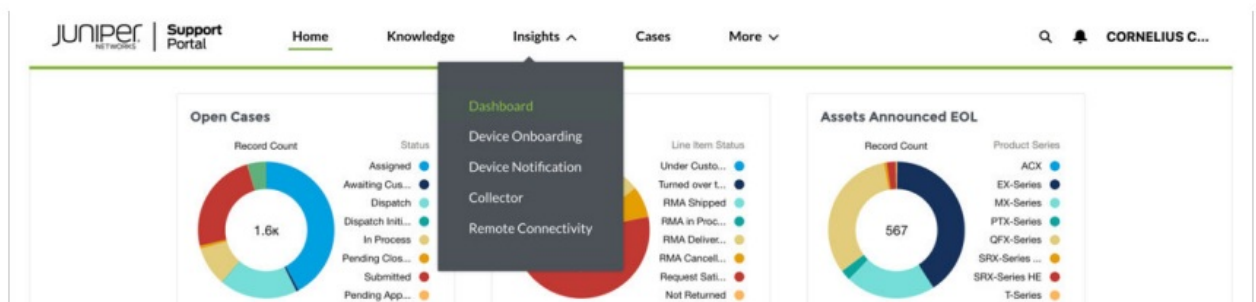 JUNIPER NETWORKS | Support Portal
Home Knowledge Insights Cases More CORNELIUS C...
Dashboard
Device Onboarding
Device Notification
Collector
Remote Connectivity
Open Cases
Record Count
1.6K
Status
Assigned
Awaiting Cus...
Dispatch
Dispatch Initi...
In Process
Pending Clos...
Submitted
Pending App...
Line Item Status
Under Custo...
Turned over t...
RMA Shipped
RMA in Proc...
RMA Deliver...
RMA Cancell...
Request Sati...
Not Returned
Assets Announced EOL
Record Count
567
Product Series
ACX
EX-Series
MX-Series
PTX-Series
QFX-Series
SRX-Series ...
SRX-Series HE
T-Series